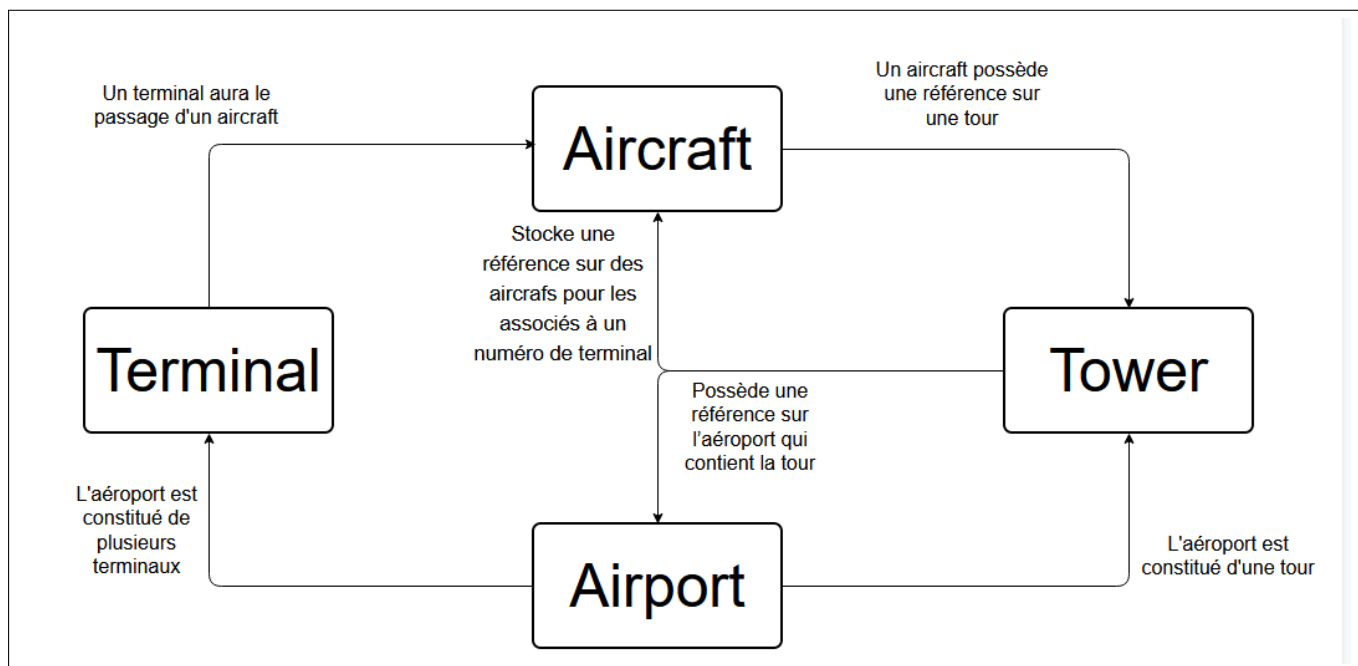 Un terminal aura le
passage d'un aircraft
Aircraft
Un aircraft possède
une référence sur
une tour
Stocke une
référence sur des
aircrafs pour les
associés à un
numéro de terminal
Terminal
Tower
Possède une
référence sur
l'aéroport qui
contient la tour
L'aéroport est
constitué de
plusieurs
terminaux
Airport
L'aéroport est
constitué d'une tour